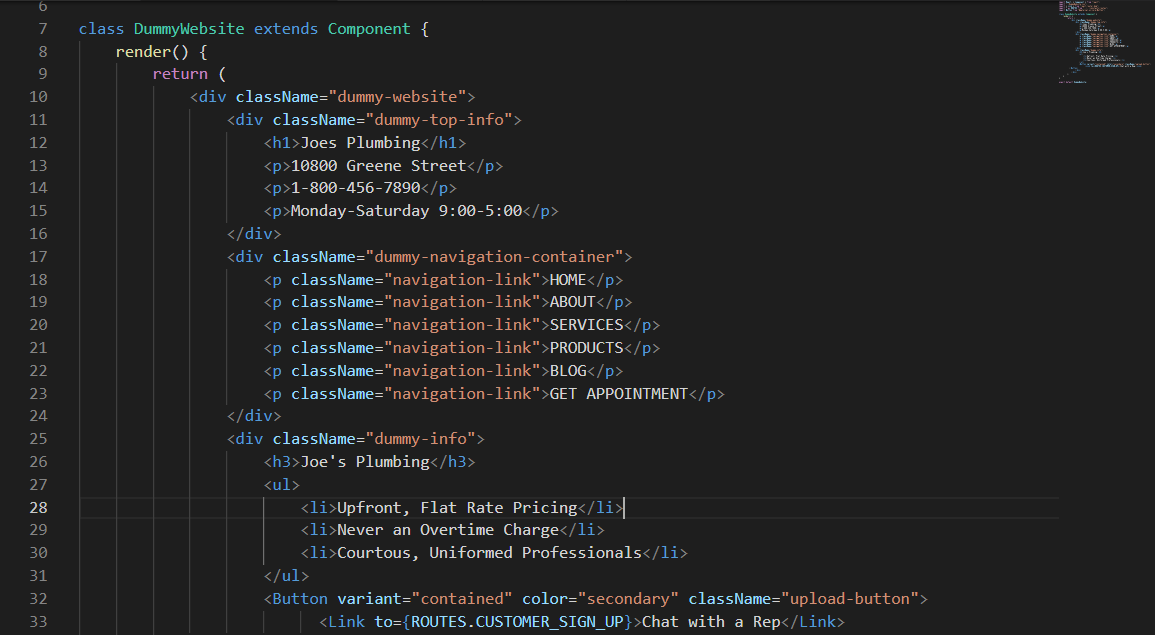 6
7 class DummyWebsite extends Component {
8 render() {
9 return (
10 <div className="dummy-website">
11 <div className="dummy-top-info">
12 <h1>Joes Plumbing</h1>
13 <p>10800 Greene Street</p>
14 <p>1-800-456-7890</p>
15 <p>Monday-Saturday 9:00-5:00</p>
16 </div>
17 <div className="dummy-navigation-container">
18 <p className="navigation-link">HOME</p>
19 <p className="navigation-link">ABOUT</p>
20 <p className="navigation-link">SERVICES</p>
21 <p className="navigation-link">PRODUCTS</p>
22 <p className="navigation-link">BLOG</p>
23 <p className="navigation-link">GET APPOINTMENT</p>
24 </div>
25 <div className="dummy-info">
26 <h3>Joe's Plumbing</h3>
27 <ul>
28 <li>Upfront, Flat Rate Pricing</li>
29 <li>Never an Overtime Charge</li>
30 <li>Courtous, Uniformed Professionals</li>
31 </ul>
32 <Button variant="contained" color="secondary" className="upload-button">
33 <Link to={ROUTES.CUSTOMER_SIGN_UP}>Chat with a Rep</Link>